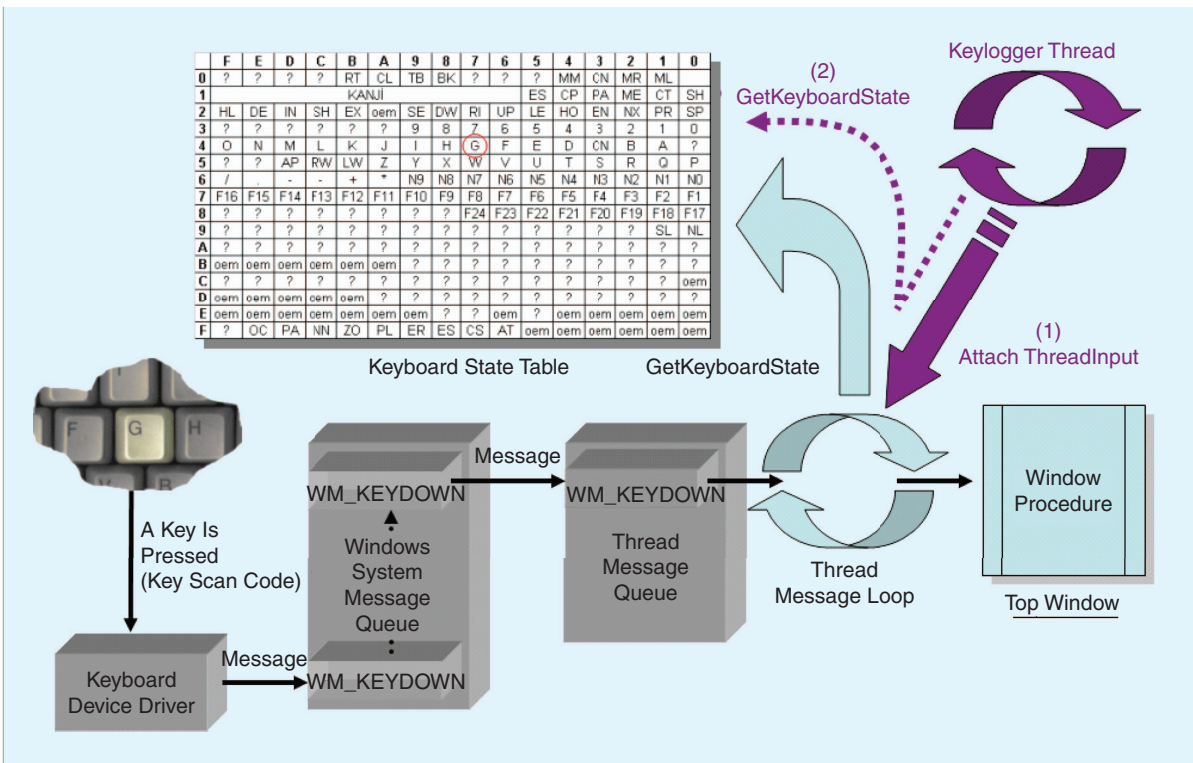 F E D C B A 9 8 7 6 5 4 3 2 1 0
0 ? ? ? ? RT CL TB BK ? ? ? MM CN MR ML
1 KANJİ ES CP PA ME CT SH
2 HL DE IN SH EX oem SE DW RI UP LE HO EN NX PR SP
3 ? ? ? ? ? ? 9 8 7 6 5 4 3 2 1 0
4 O N M L K J I H G F E D CN B A ?
5 ? ? AP RW LW Z Y X W V U T S R Q P
6 / . - - + * N9 N8 N7 N6 N5 N4 N3 N2 N1 N0
7 F16 F15 F14 F13 F12 F11 F10 F9 F8 F7 F6 F5 F4 F3 F2 F1
8 ? ? ? ? ? ? ? ? F24 F23 F22 F21 F20 F19 F18 F17
9 ? ? ? ? ? ? ? ? ? ? ? ? ? ? SL NL
A ? ? ? ? ? ? ? ? ? ? ? ? ? ? ? ?
B oem oem oem oem oem oem ? ? ? ? ? ? ? ? ? ?
C ? ? ? ? ? ? ? ? ? ? ? ? ? ? ? oem
D oem oem oem oem oem ? ? ? ? ? ? ? ? ? ? ?
E oem oem oem oem oem oem oem ? ? oem ? oem oem oem oem oem
F ? OC PA NN ZO PL ER ES CS AT oem oem oem oem oem oem
Keyboard State Table
Keylogger Thread
(2)
GetKeyboardState
GetKeyboardState
(1)
Attach ThreadInput
F G H
V B
A Key Is
Pressed
(Key Scan Code)
Keyboard
Device Driver
Message
WM_KEYDOWN
Windows
System
Message
Queue
WM_KEYDOWN
Message
WM_KEYDOWN
Thread
Message
Queue
Thread
Message Loop
Window
Procedure
Top Window